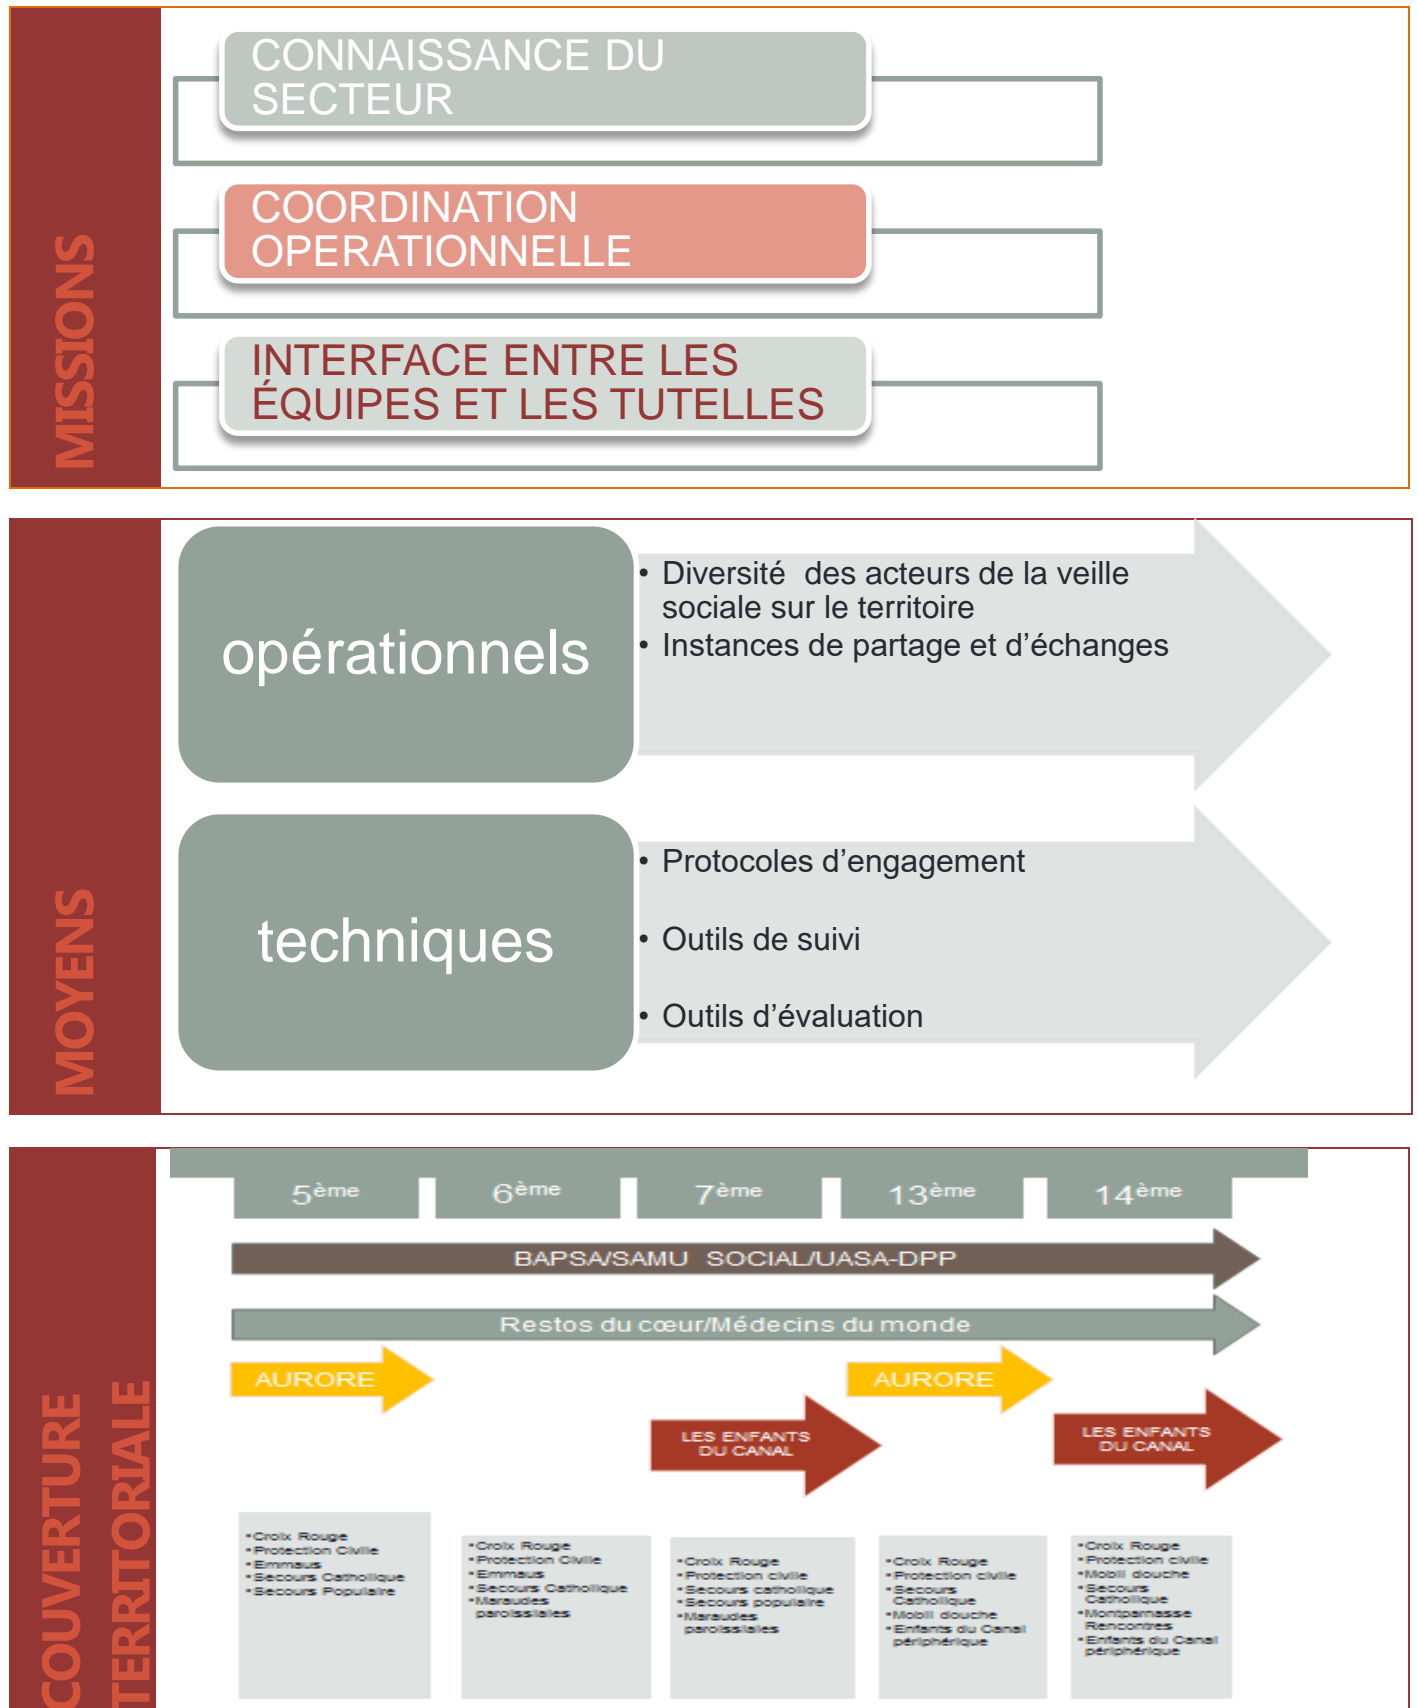 MISSIONS
CONNAISSANCE DU
SECTEUR
COORDINATION
OPERATIONNELLE
INTERFACE ENTRE LES
ÉQUIPES ET LES TUTELLES
MOYENS
opérationnels
• Diversité  des acteurs de la veille
sociale sur le territoire
• Instances de partage et d’échanges
techniques
• Protocoles d’engagement
• Outils de suivi
• Outils d’évaluation
COUVERTURE
TERRITORIALE
5ème
6ème
7ème
13ème
14ème
BAPSA/SAMU  SOCIAL/UASA-DPP
Restos du cœur/Médecins du monde
AURORE
AURORE
LES ENFANTS
DU CANAL
LES ENFANTS
DU CANAL
•Croix Rouge
•Protection Civile
•Emmaus
•Secours Catholique
•Secours Populaire
•Croix Rouge
•Protection Civile
•Emmaus
•Secours Catholique
•Maraudes
paroissiales
•Croix Rouge
•Protection civile
•Secours catholique
•Secours populaire
•Maraudes
paroissiales
•Croix Rouge
•Protection civile
•Secours
Catholique
•Mobil douche
•Enfants du Canal
périphérique
•Croix Rouge
•Protection civile
•Mobil douche
•Secours
Catholique
•Montparnasse
Rencontres
•Enfants du Canal
périphérique